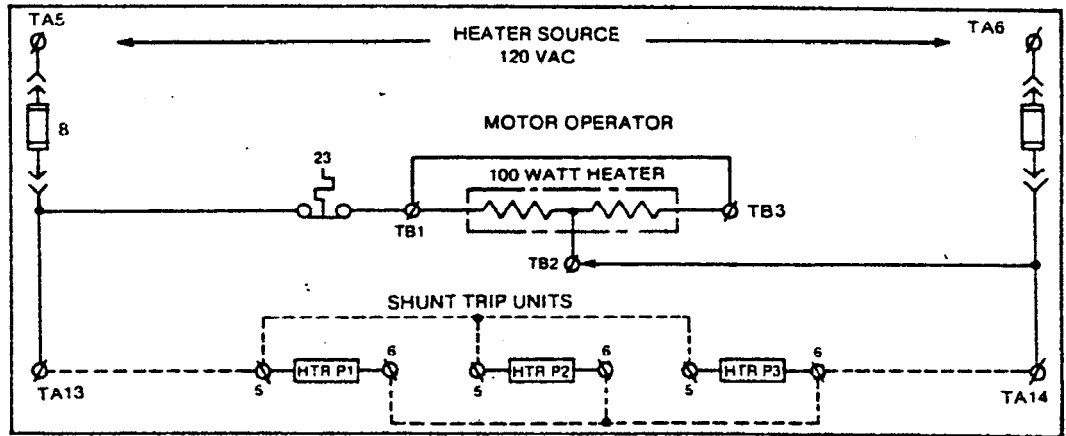 TA5
HEATER SOURCE
120 VAC
TA6
8
MOTOR OPERATOR
23
100 WATT HEATER
TB1
TB3
TB2
SHUNT TRIP UNITS
6
6
6
HTR P1
HTR P2
HTR P3
5
5
5
TA13
TA14